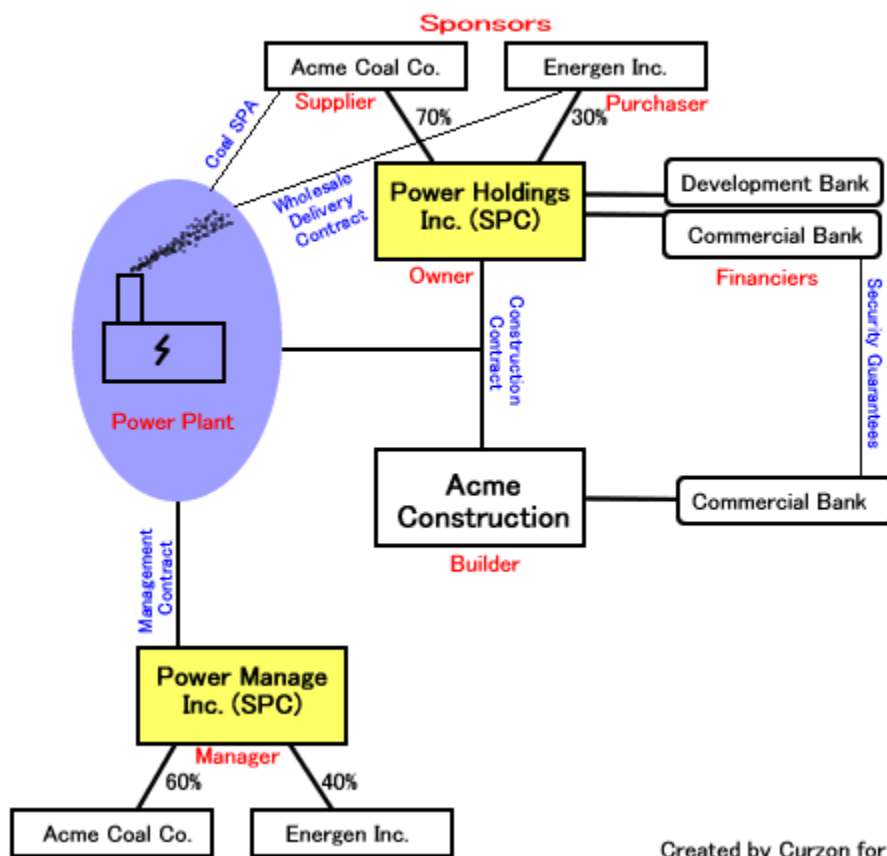 Sponsors
Acme Coal Co.
Energen Inc.
Supplier
Purchaser
70%
30%
Coal SPA
Wholesale
Delivery
Contract
Power Holdings
Inc. (SPC)
Owner
Development Bank
Commercial Bank
Financiers
Security Guarantees
Construction
Contract
Power Plant
Acme
Construction
Builder
Commercial Bank
Management
Contract
Power Manage
Inc. (SPC)
Manager
60%
40%
Acme Coal Co.
Energen Inc.
Created by Curzon for